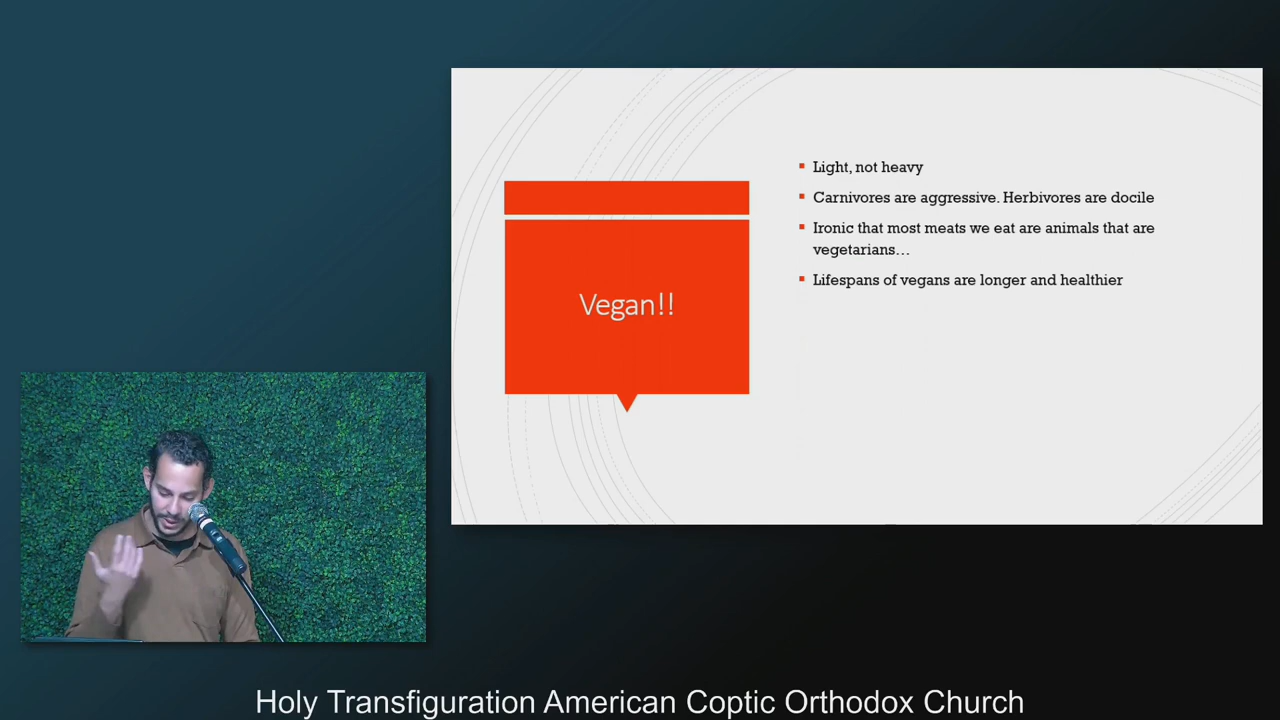 Light, not heavy
Carnivores are aggressive. Herbivores are docile
Ironic that most meats we eat are animals that are
vegetarians…
Lifespans of vegans are longer and healthier
Vegan!!
Holy Transfiguration American Coptic Orthodox Church